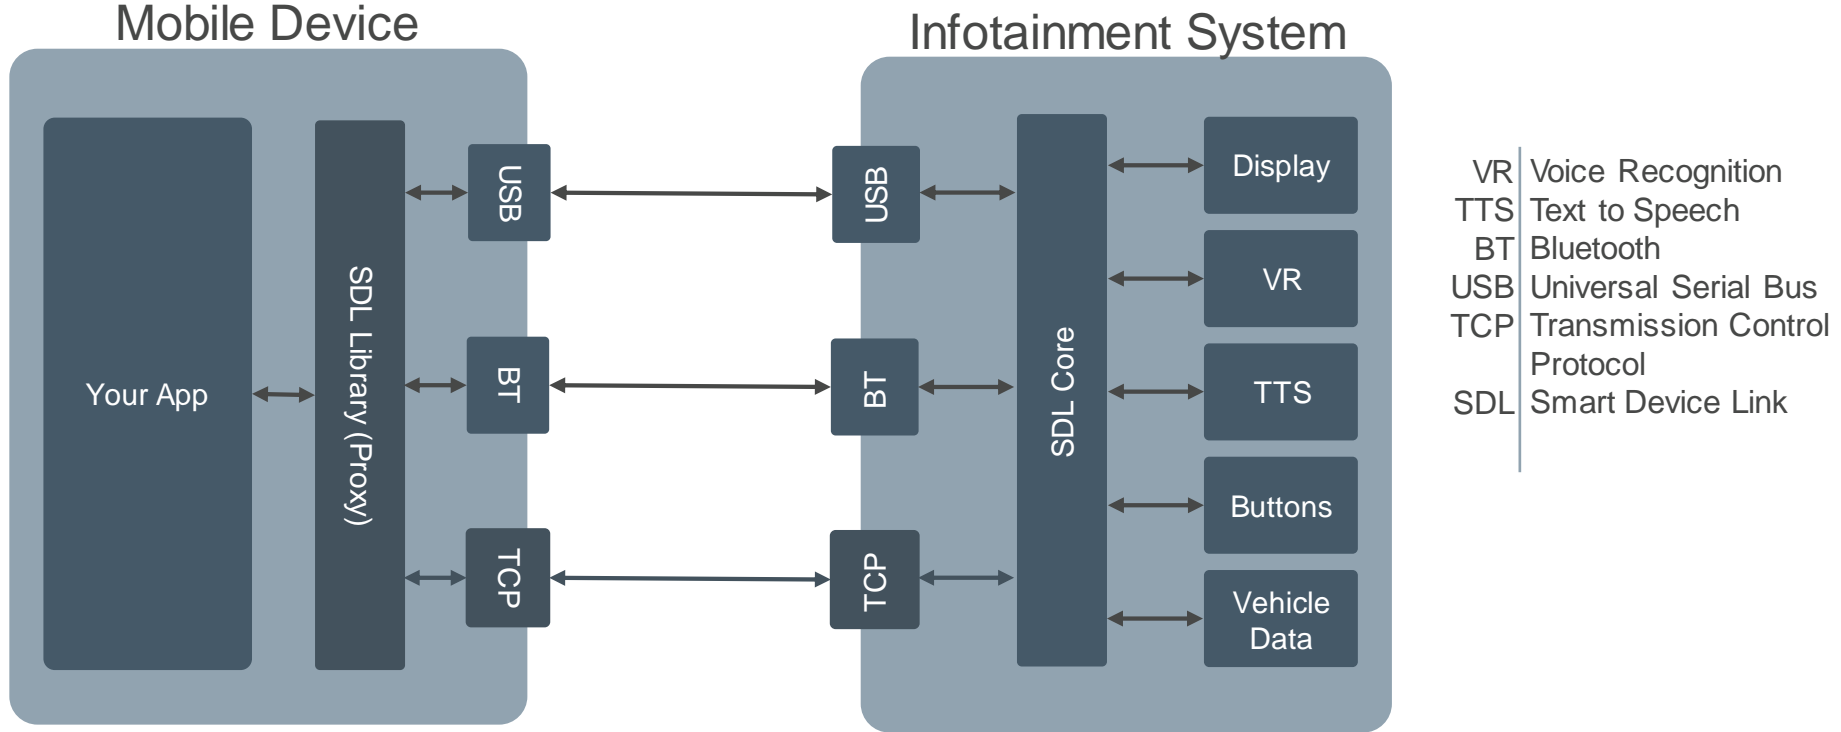 Mobile Device
Your App
SDL Library (Proxy)
USB
BT
TCP
Infotainment System
USB
BT
TCP
SDL Core
Display
VR
TTS
Buttons
Vehicle
Data
VR Voice Recognition
TTS Text to Speech
BT Bluetooth
USB Universal Serial Bus
TCP Transmission Control
Protocol
SDL Smart Device Link